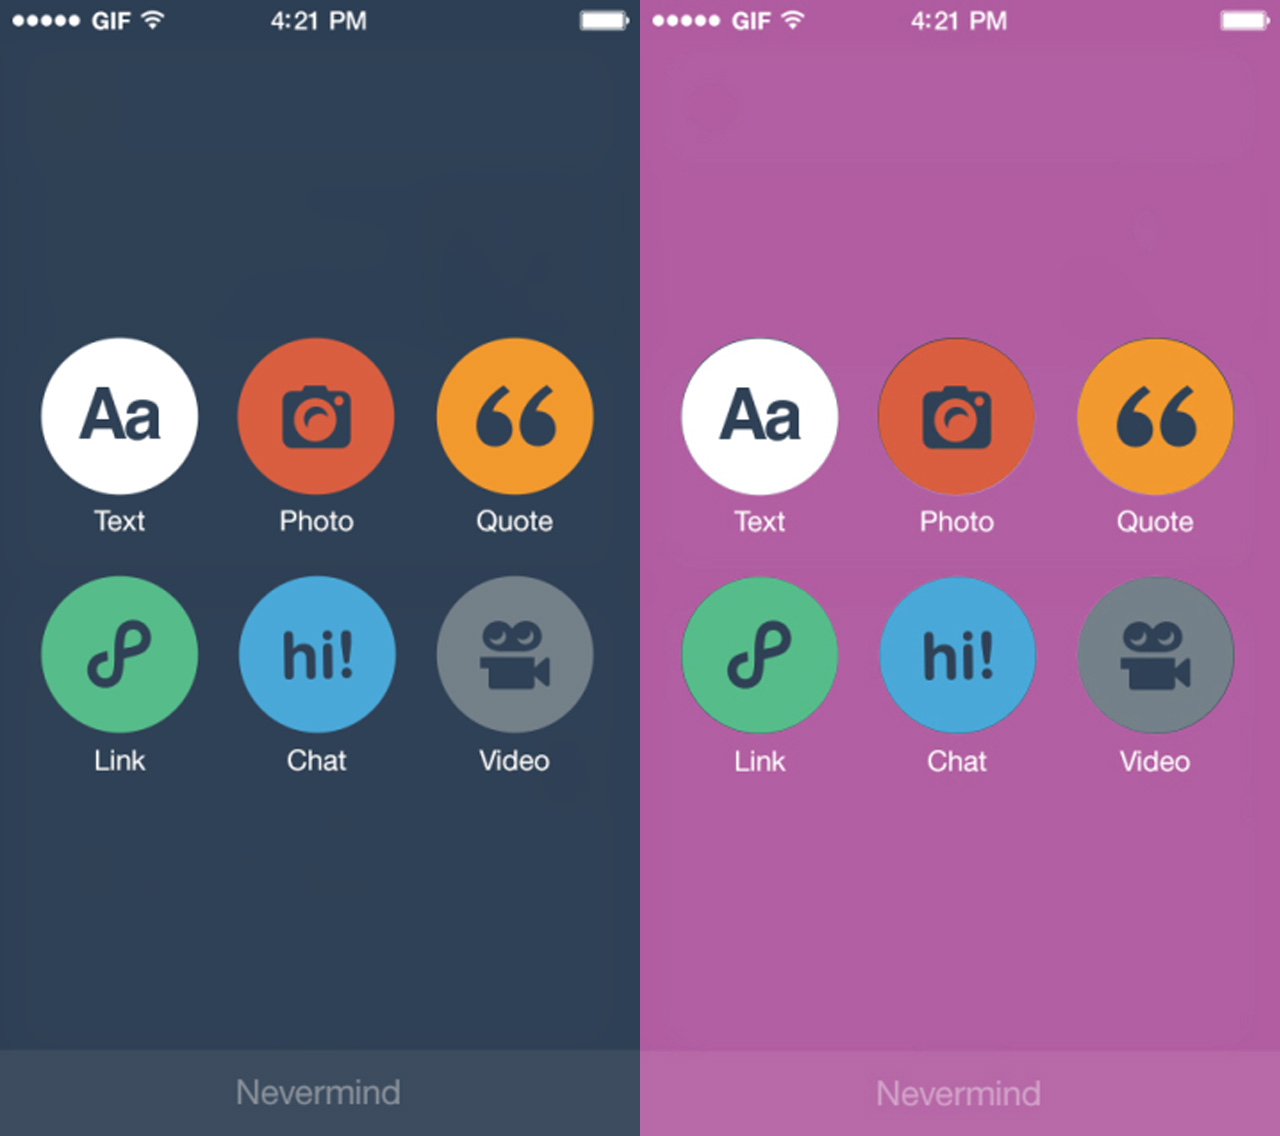 GIF 4:21 PM
Aa
Text Photo Quote
hi!
Link Chat Video
Nevermind
GIF 4:21 PM
Aa
Text Photo Quote
hi!
Link Chat Video
Nevermind